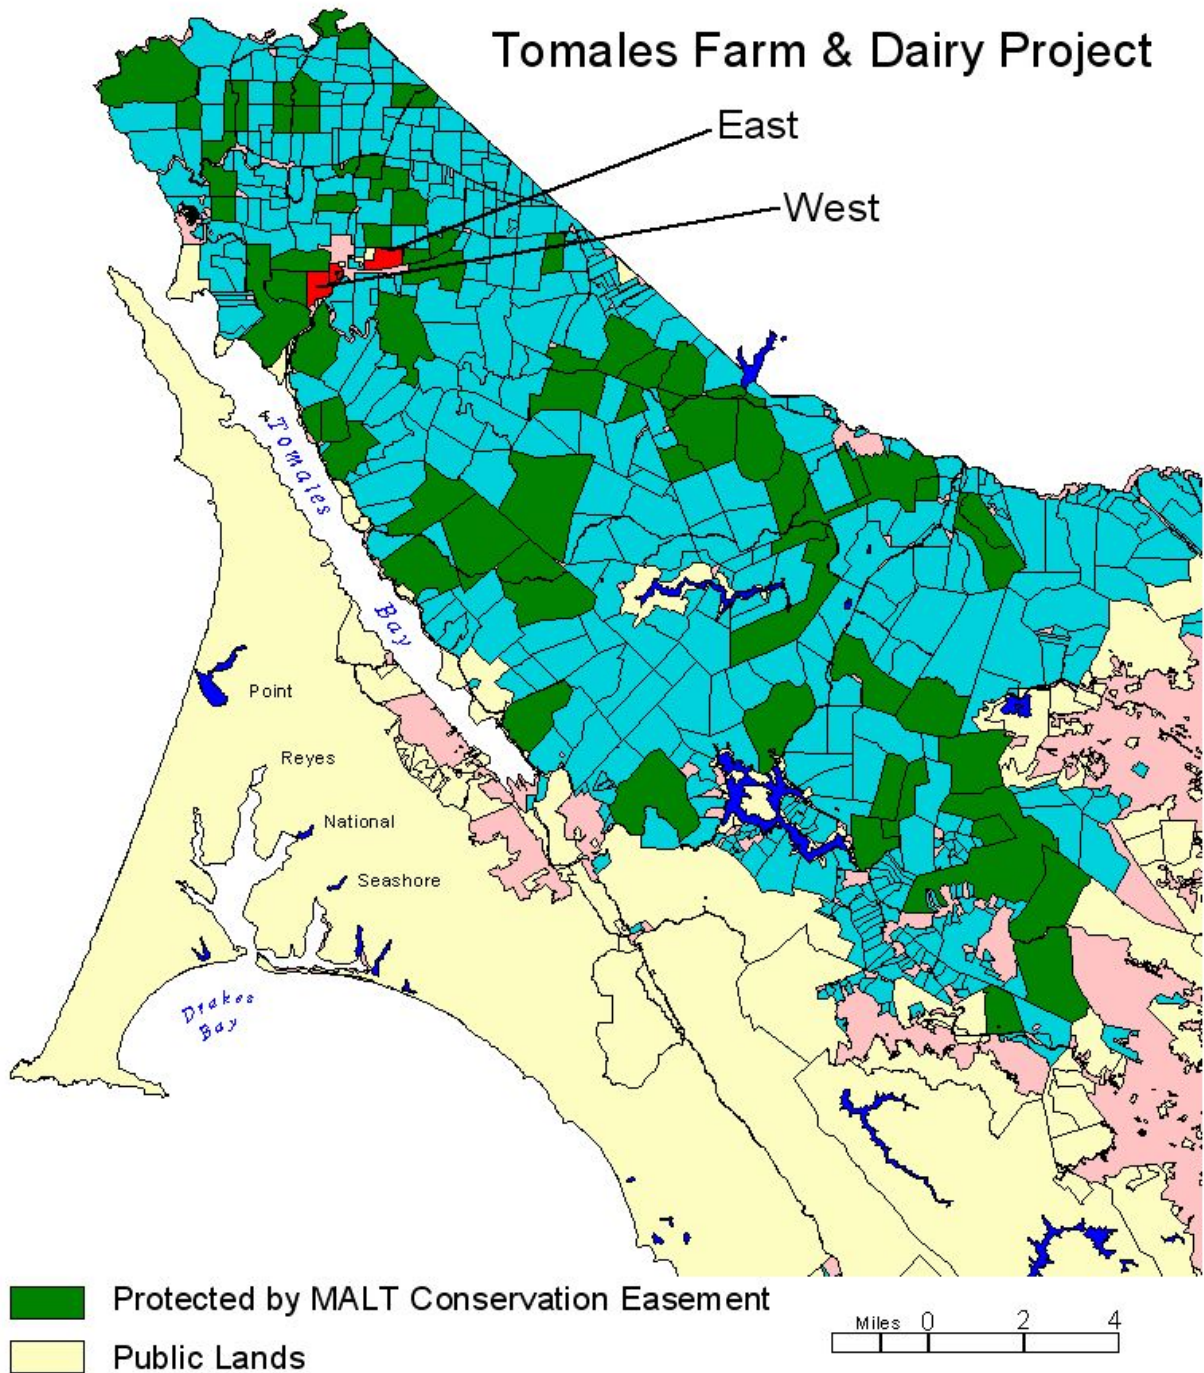 Tomales Farm & Dairy Project
East
West
Tomales
Bay
Point
Reyes
National
Seashore
Drakes
Bay
Protected by MALT Conservation Easement
Public Lands
Miles 0 2 4